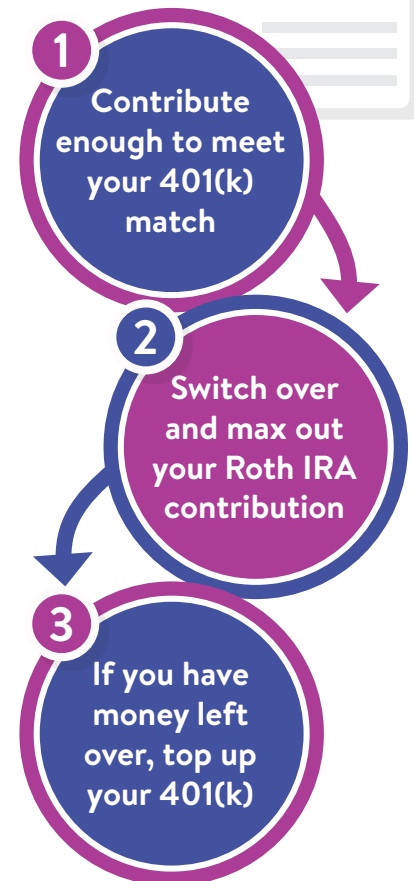 1
Contribute
enough to meet
your 401(k)
match
2
Switch over
and max out
your Roth IRA
contribution
3
If you have
money left
over, top up
your 401(k)